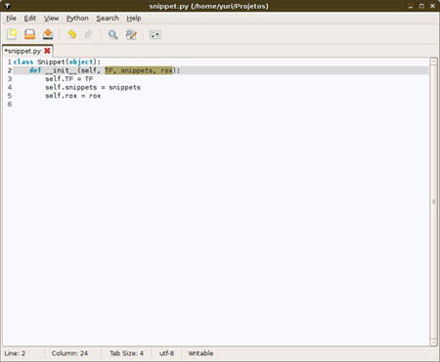 snippet.py (/home/yuri/Projetos)
File Edit View Python Search Help
*snippet.py
1 class Snippet(object):
2     def __init__(self, TF, snippets, rox):
3         self.TF = TF
4         self.snippets = snippets
5         self.rox = rox
6
Line: 2 Column: 24 Tab Size: 4 utf-8 Writable